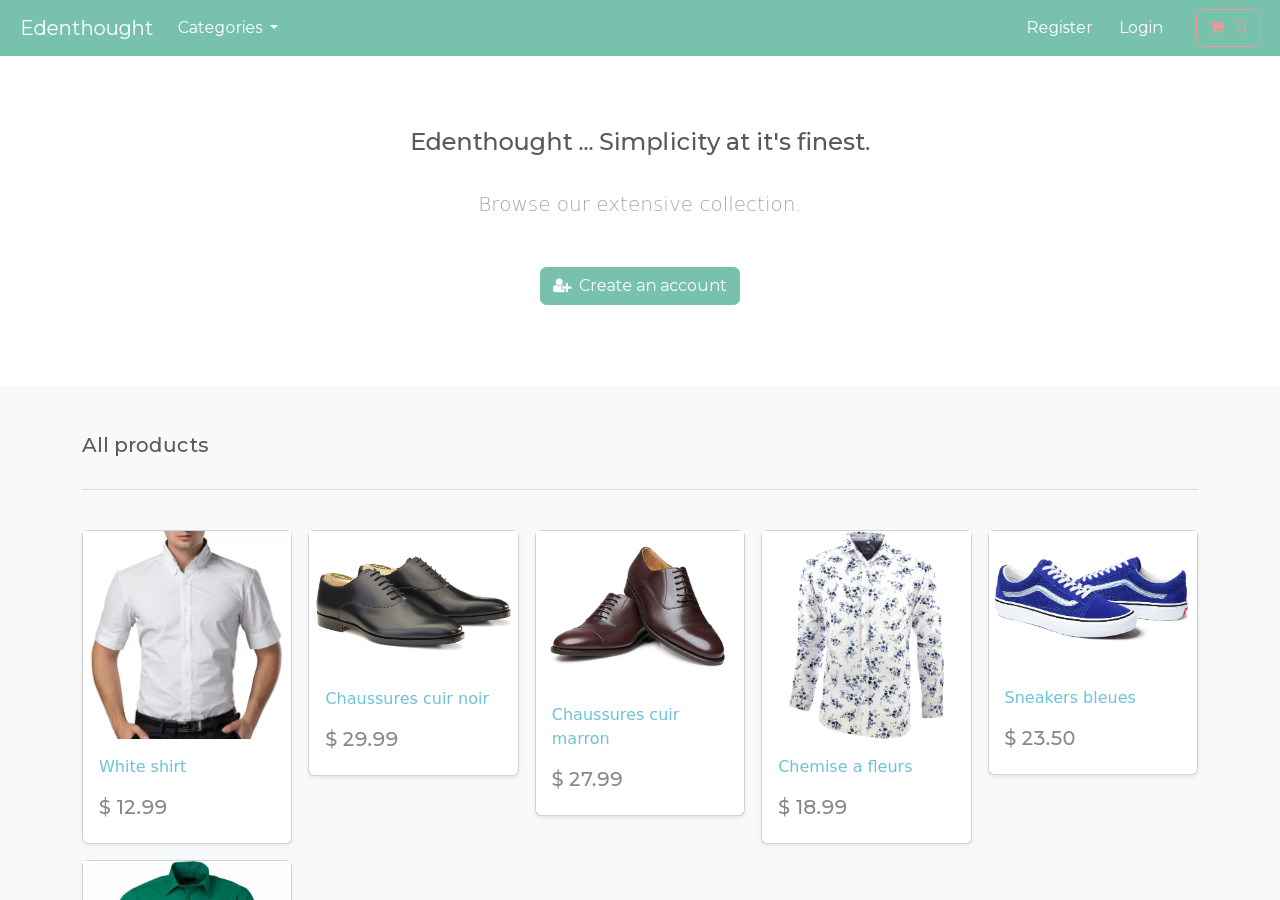 Edenthought Categories Register Login 0
Edenthought ... Simplicity at it's finest.
Browse our extensive collection.
Create an account
All products
White shirt
$ 12.99
Chaussures cuir noir
$ 29.99
Chaussures cuir
marron
$ 27.99
Chemise a fleurs
$ 18.99
Sneakers bleues
$ 23.50